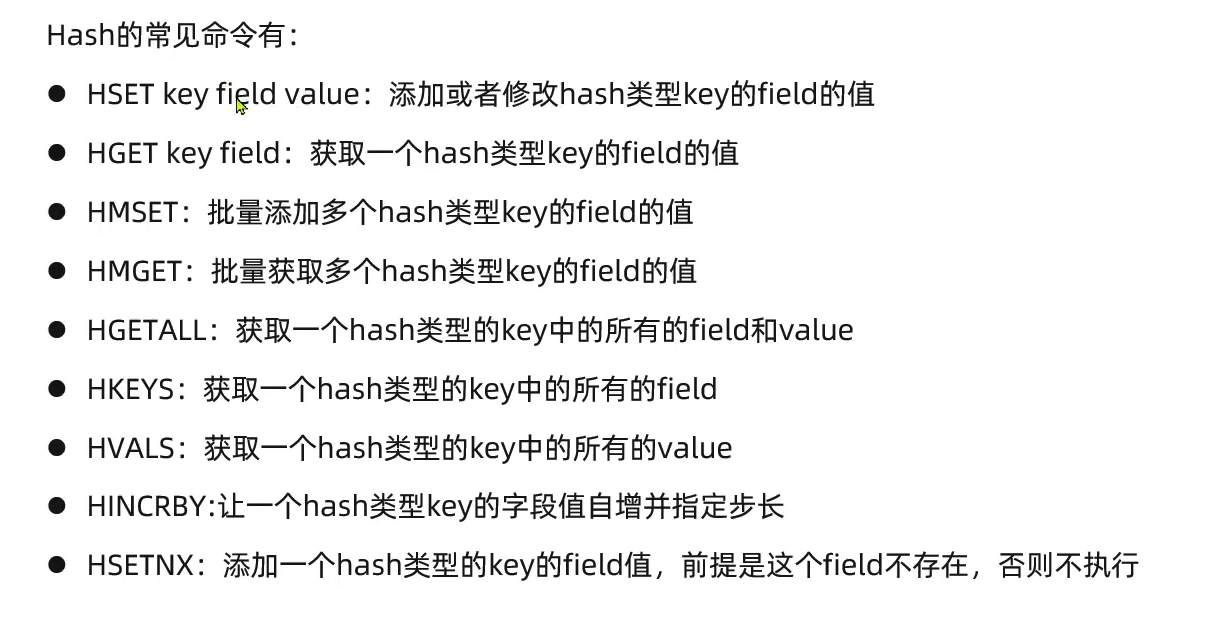 Hash的常见命令有：
● HSET key field value：添加或者修改hash类型key的field的值
● HGET key field：获取一个hash类型key的field的值
● HMSET：批量添加多个hash类型key的field的值
● HMGET：批量获取多个hash类型key的field的值
● HGETALL：获取一个hash类型的key中的所有的field和value
● HKEYS：获取一个hash类型的key中的所有的field
● HVALS：获取一个hash类型的key中的所有的value
● HINCRBY:让一个hash类型key的字段值自增并指定步长
● HSETNX：添加一个hash类型的key的field值，前提是这个field不存在，否则不执行